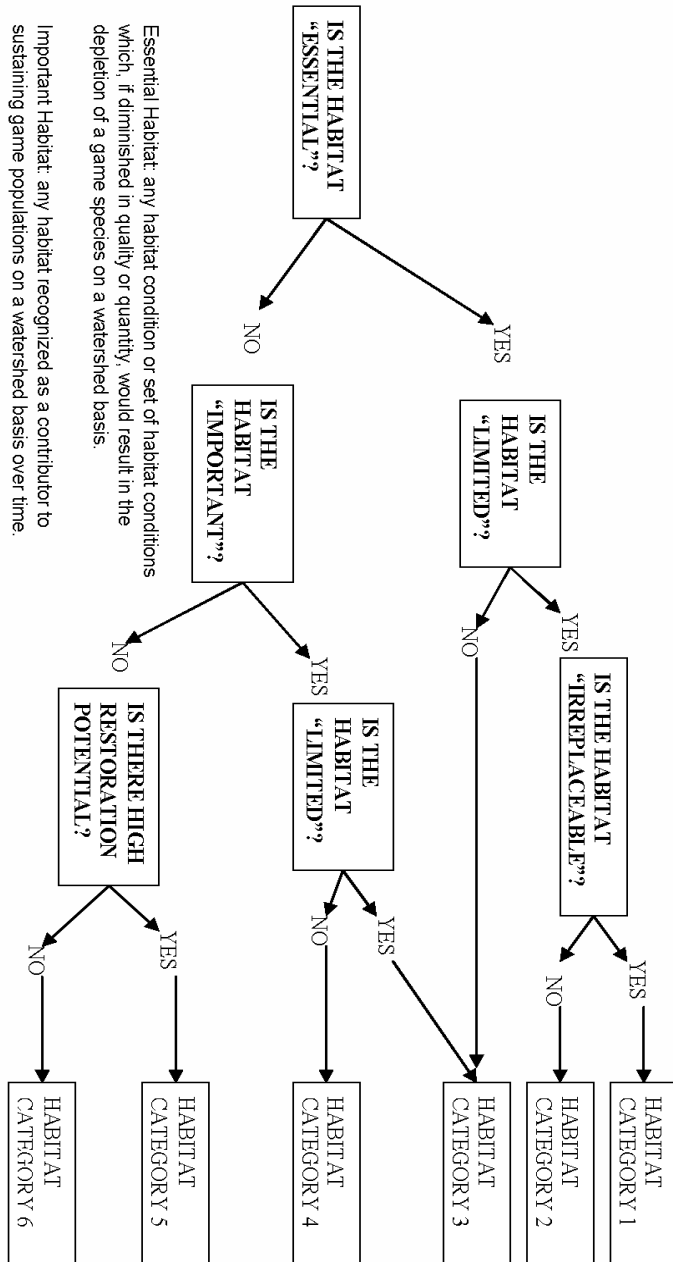 IS THE HABITAT
“ESSENTIAL”?
YES
NO
IS THE
HABITAT
“LIMITED”?
YES
NO
IS THE HABITAT
“IRREPLACEABLE”?
YES
NO
HABITAT
CATEGORY 1
HABITAT
CATEGORY 2
HABITAT
CATEGORY 3
IS THE
HABITAT
“IMPORTANT”?
YES
NO
IS THE
HABITAT
“LIMITED”?
YES
NO
HABITAT
CATEGORY 4
IS THERE HIGH
RESTORATION
POTENTIAL?
YES
NO
HABITAT
CATEGORY 5
HABITAT
CATEGORY 6
Essential Habitat: any habitat condition or set of habitat conditions
which, if diminished in quality or quantity, would result in the
depletion of a game species on a watershed basis.
Important Habitat: any habitat recognized as a contributor to
sustaining game populations on a watershed basis over time.